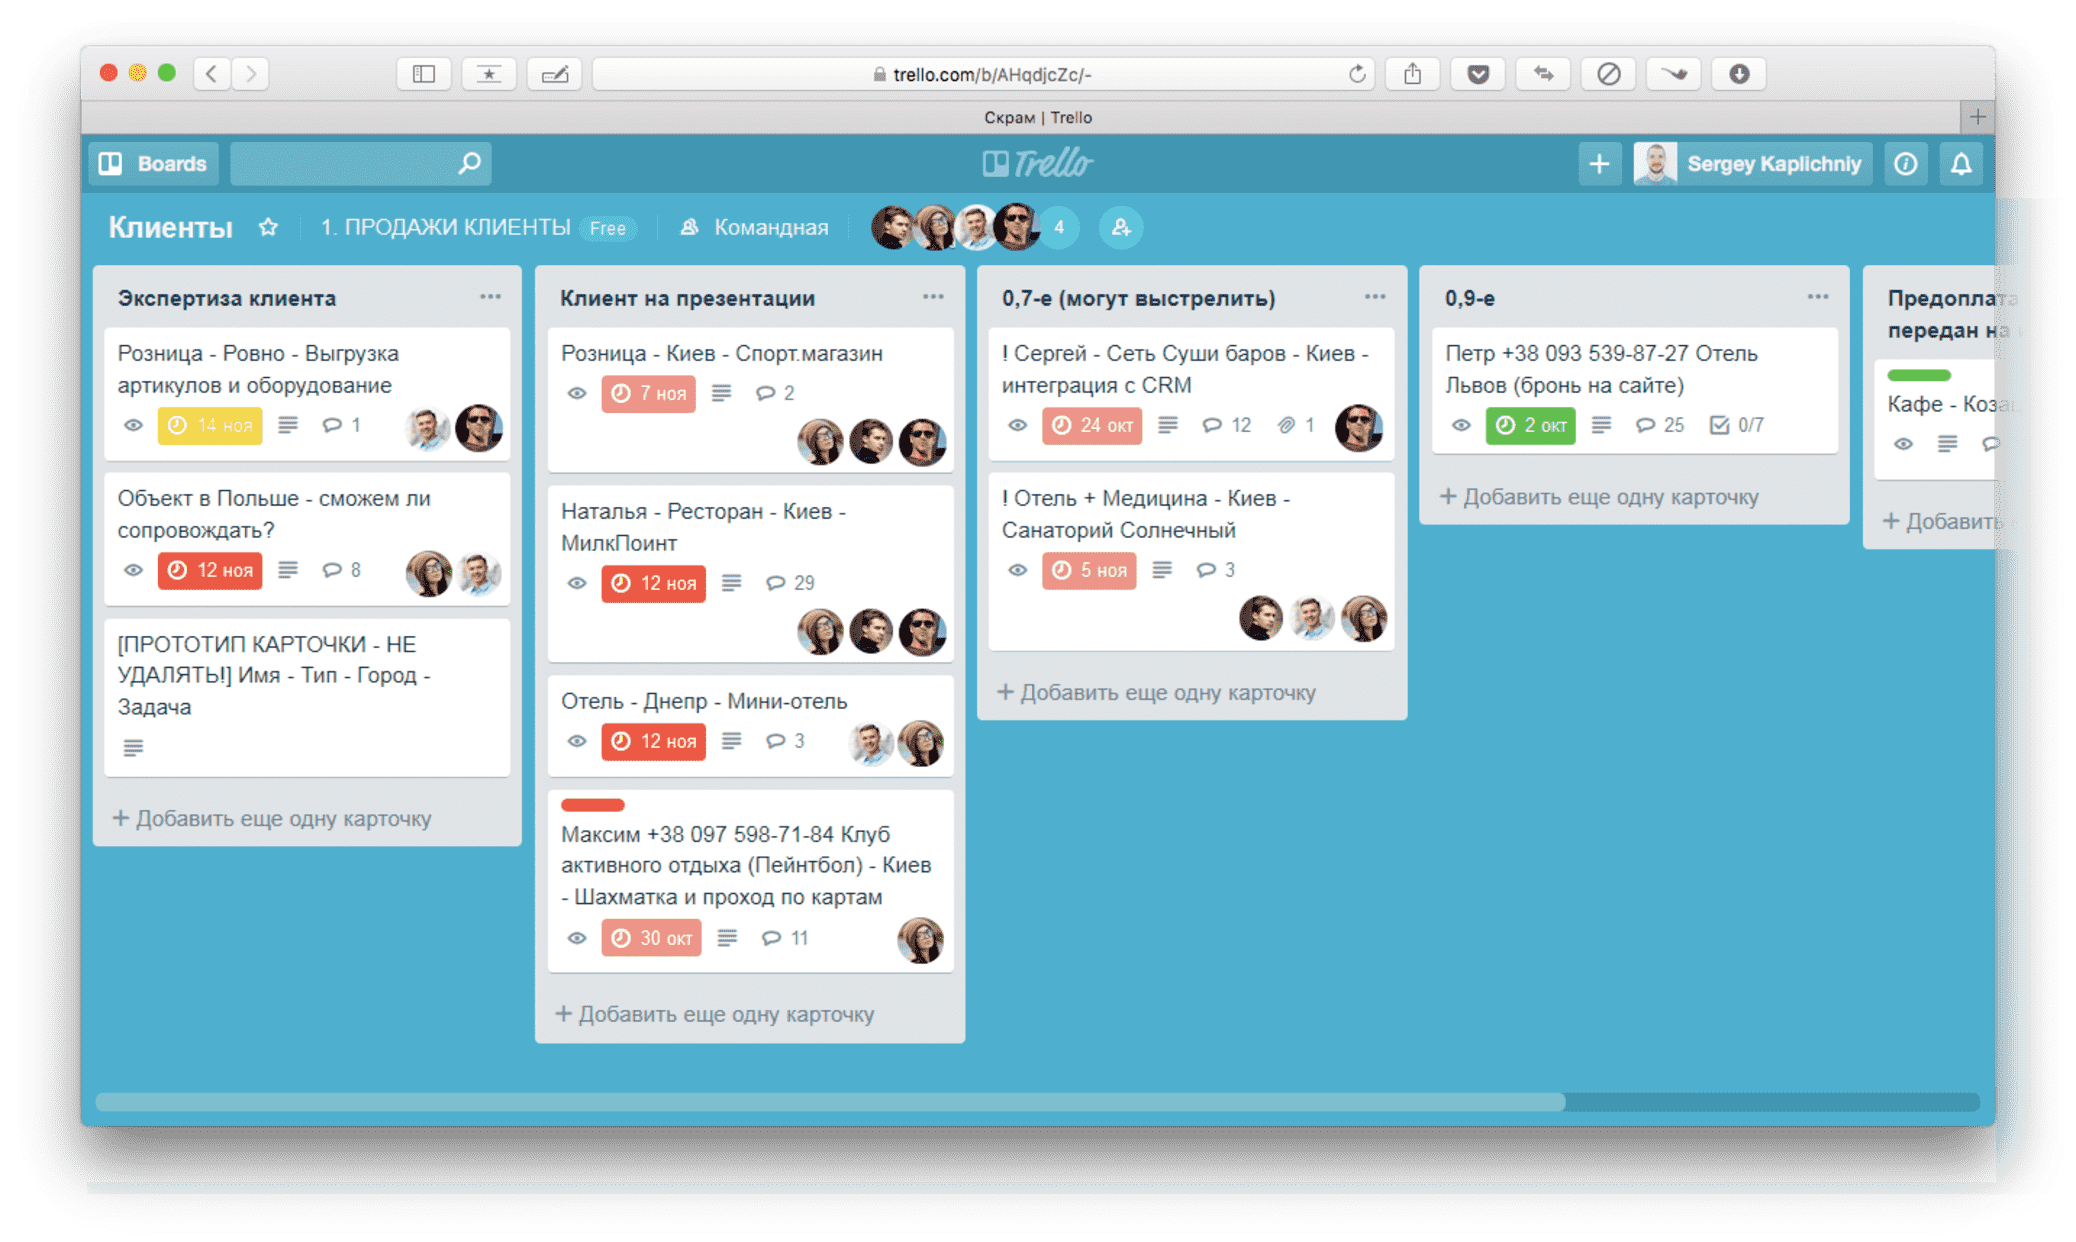 trello.com/b/AHqdjcZc/-
Скрам | Trello
Boards
Trello
Sergey Kaplichniy
Клиенты
1. ПРОДАЖИ КЛИЕНТЫ Free
Командная
4
Экспертиза клиента
Розница - Ровно - Выгрузка
артикулов и оборудование
14 ноя 1
Объект в Польше - сможем ли
сопровождать?
12 ноя 8
[ПРОТОТИП КАРТОЧКИ - НЕ
УДАЛЯТЬ!] Имя - Тип - Город -
Задача
+ Добавить еще одну карточку
Клиент на презентации
Розница - Киев - Спорт.магазин
7 ноя 2
Наталья - Ресторан - Киев -
МилкПоинт
12 ноя 29
Отель - Днепр - Мини-отель
12 ноя 3
Максим +38 097 598-71-84 Клуб
активного отдыха (Пейнтбол) - Киев
- Шахматка и проход по картам
30 окт 11
+ Добавить еще одну карточку
0,7-е (могут выстрелить)
! Сергей - Сеть Суши баров - Киев -
интеграция с CRM
24 окт 12 1
! Отель + Медицина - Киев -
Санаторий Солнечный
5 ноя 3
+ Добавить еще одну карточку
0,9-е
Петр +38 093 539-87-27 Отель
Львов (бронь на сайте)
2 окт 25 0/7
+ Добавить еще одну карточку
Предоплата
передан на
Кафе -
+ Добавить